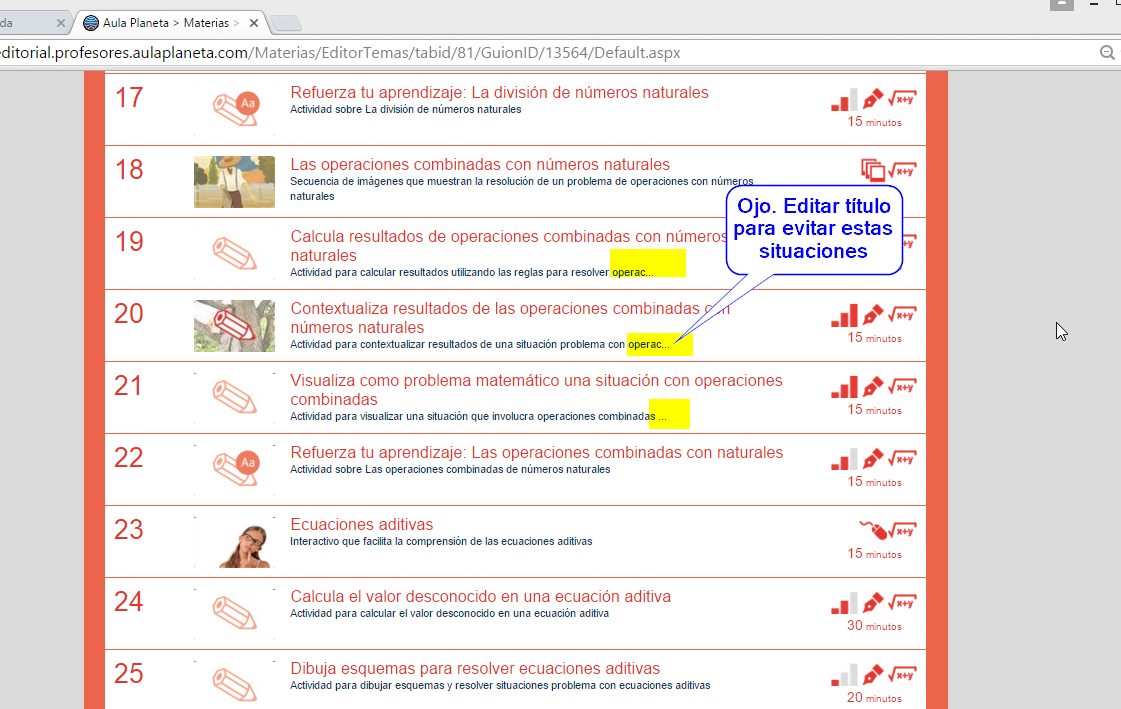 da
Aula Planeta > Materias >
editorial.profesores.aulaplaneta.com/Materias/EditorTemas/tabid/81/GuionID/13564/Default.aspx
17
Aa
Refuerza tu aprendizaje: La división de números naturales
Actividad sobre La división de números naturales
√x+y
15 minutos
18
Las operaciones combinadas con números naturales
Secuencia de imágenes que muestran la resolución de un problema de operaciones con números
naturales
√x+y
Ojo. Editar título
para evitar estas
situaciones
19
Calcula resultados de operaciones combinadas con números
naturales
Actividad para calcular resultados utilizando las reglas para resolver operac...
+y
20
Contextualiza resultados de las operaciones combinadas con
números naturales
Actividad para contextualizar resultados de una situación problema con operac...
√x+y
15 minutos
21
Visualiza como problema matemático una situación con operaciones
combinadas
Actividad para visualizar una situación que involucra operaciones combinadas ...
√x+y
15 minutos
22
Aa
Refuerza tu aprendizaje: Las operaciones combinadas con naturales
Actividad sobre Las operaciones combinadas de números naturales
√x+y
15 minutos
23
Ecuaciones aditivas
Interactivo que facilita la comprensión de las ecuaciones aditivas
√x+y
15 minutos
24
Calcula el valor desconocido en una ecuación aditiva
Actividad para calcular el valor desconocido en una ecuación aditiva
√x+y
30 minutos
25
Dibuja esquemas para resolver ecuaciones aditivas
Actividad para dibujar esquemas y resolver situaciones problema con ecuaciones aditivas
√x+y
20 minutos